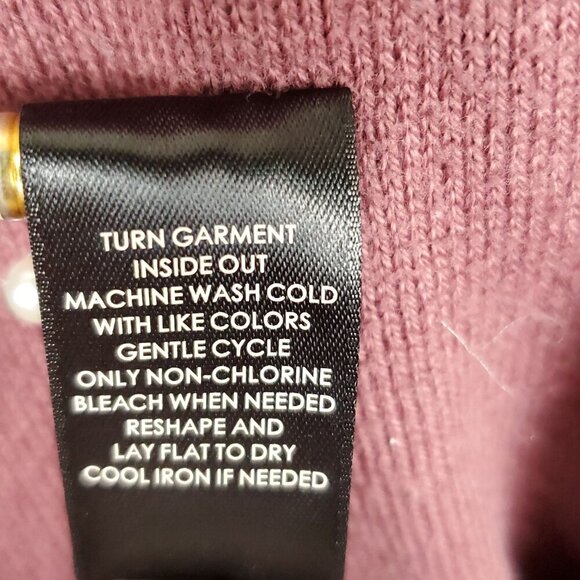 TURN GARMENT
INSIDE OUT
MACHINE WASH COLD
WITH LIKE COLORS
GENTLE CYCLE
ONLY NON-CHLORINE
BLEACH WHEN NEEDED
RESHAPE AND
LAY FLAT TO DRY
COOL IRON IF NEEDED